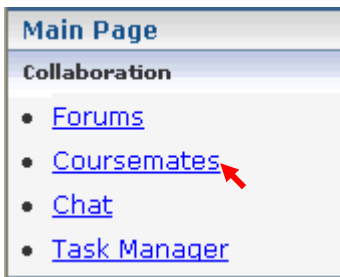 Main Page
Collaboration
Forums
Coursemates
Chat
Task Manager